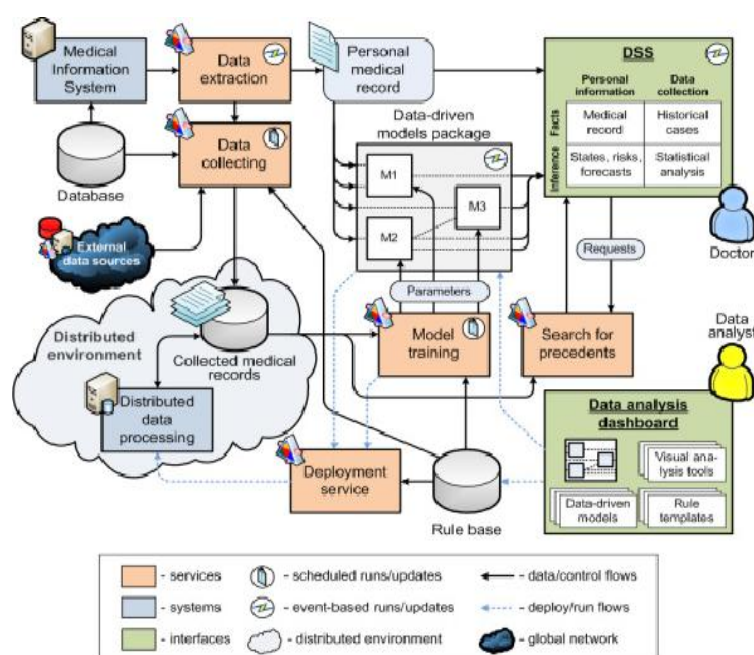 Medical
Information
System
Data
extraction
Personal
medical
record
DSS
Personal
information
Data
collection
Facts
Medical
record
Historical
cases
Inference
States, risks,
forecasts
Statistical
analysis
Data
collecting
Database
Data-driven
models package
M1
M2
M3
External
data sources
Doctor
Requests
Parameters
Distributed
environment
Collected medical
records
Model
training
Search for
precedents
Data
analyst
Distributed
data
processing
Data analysis
dashboard
Visual ana-
lysis tools
Data-driven
models
Rule
templates
Deployment
service
Rule base
- services
- scheduled runs/updates
- data/control flows
- systems
- event-based runs/updates
- deploy/run flows
- interfaces
- distributed environment
- global network